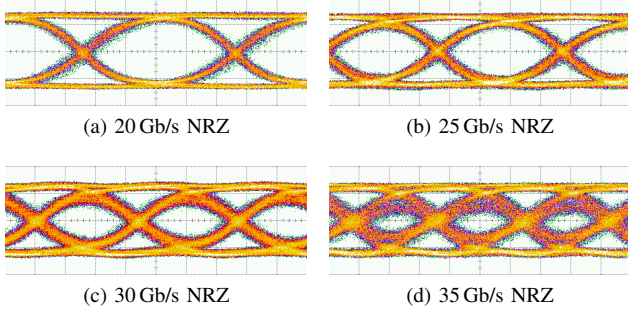 (a) 20 Gb/s NRZ
(b) 25 Gb/s NRZ
(c) 30 Gb/s NRZ
(d) 35 Gb/s NRZ